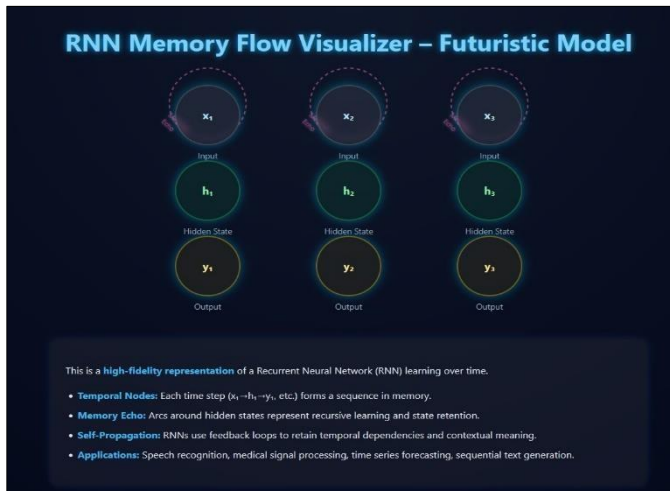 RNN Memory Flow Visualizer – Futuristic Model
x₁ x₂ x₃
Input Input Input
h₁ h₂ h₃
Hidden State Hidden State Hidden State
y₁ y₂ y₃
Output Output Output
This is a high-fidelity representation of a Recurrent Neural Network (RNN) learning over time.
• Temporal Nodes: Each time step (x₁→h₁→y₁, etc.) forms a sequence in memory.
• Memory Echo: Arcs around hidden states represent recursive learning and state retention.
• Self-Propagation: RNNs use feedback loops to retain temporal dependencies and contextual meaning.
• Applications: Speech recognition, medical signal processing, time series forecasting, sequential text generation.